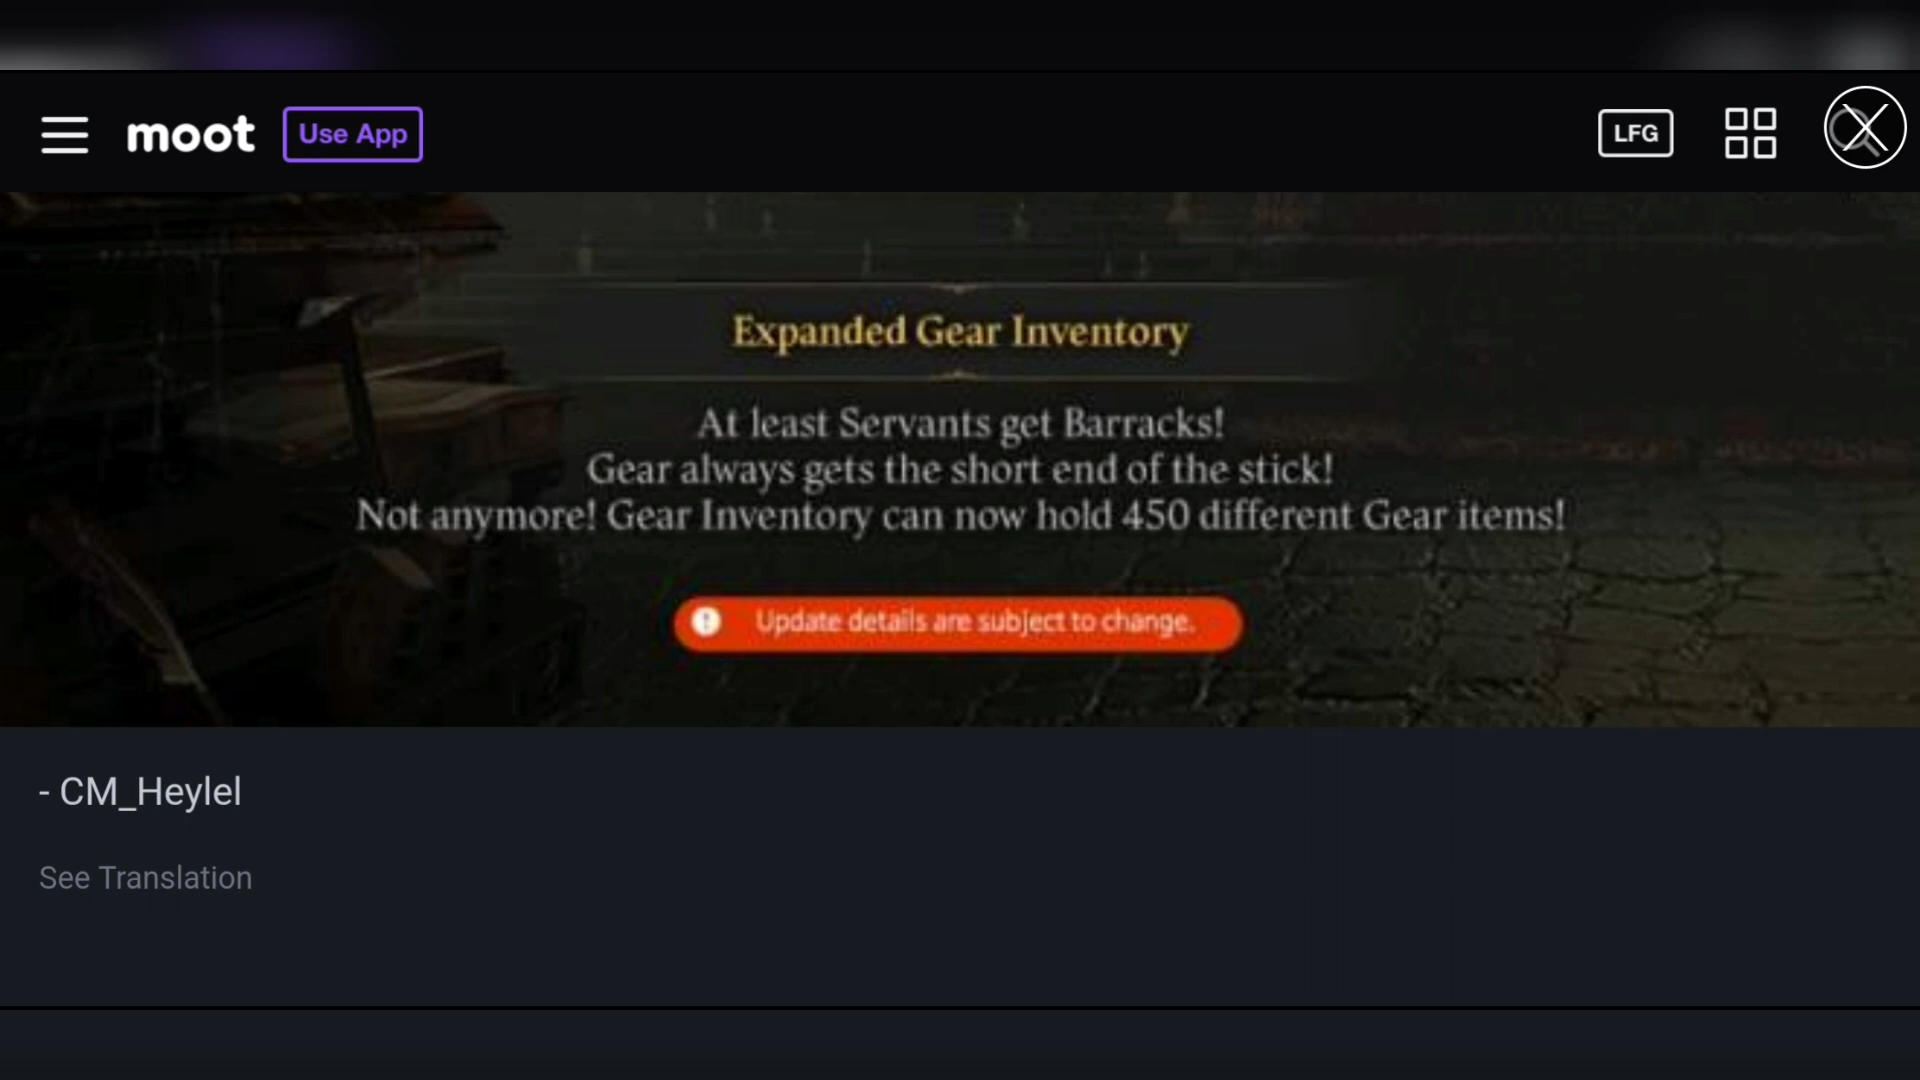 moot
Use App
LFG
Expanded Gear Inventory
At least Servants get Barracks!
Gear always gets the short end of the stick!
Not anymore! Gear Inventory can now hold 450 different Gear items!
Update details are subject to change.
- CM_Heylel
See Translation